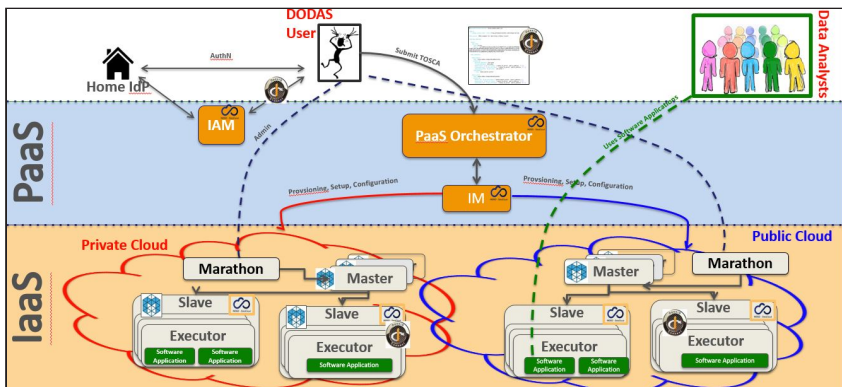 DODAS
User
Data Analysts
AuthN
Submit TOSCA
Home IdP
PaaS
IAM
Admin
PaaS Orchestrator
Uses Software Applications
Provsioning, Setup, Configuration
Provisioning, Setup, Configuration
IM
IaaS
Private Cloud
Public Cloud
Marathon
Master
Master
Marathon
Slave
Slave
Slave
Slave
Executor
Executor
Executor
Executor
Software
Application
Software
Application
Software Application
Software
Application
Software
Application
Software Application